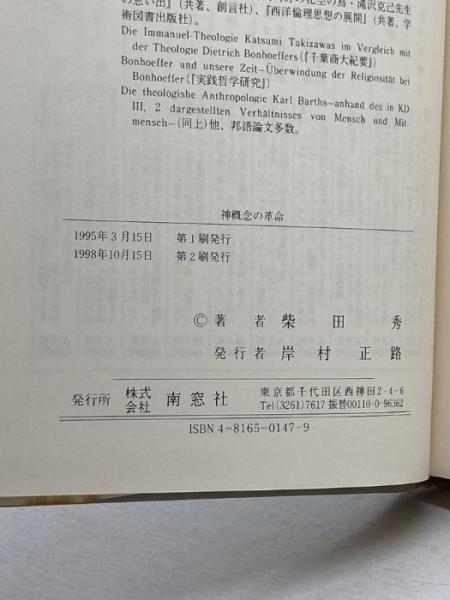 の思い出』(共著、創言社)、『西洋倫理思想の展開』(共著、学
術図書出版社)。
Die Immanuel-Theologie Katsumi Takizawas im Vergleich mit
der Theologie Dietrich Bonhoeffers(『千葉商大紀要』)
Bonhoeffer und unsere Zeit—Überwindung der Religiosität bei
Bonhoeffer(『実践哲学研究』)
Die theologishe Anthropologie Karl Barths—anhand des in KD
III, 2 dargestellten Verhältnisses von Mensch und Mit-
mensch—(同上)他、邦語論文多数。
神概念の革命
1995年3月15日 第1刷発行
1998年10月15日 第2刷発行
© 著者 柴田秀
発行者 岸村正路
発行所 株式会社 南窓社
東京都千代田区西神田2-4-6
Tel(3261)7617 振替00110-0-96362
ISBN 4-8165-0147-9